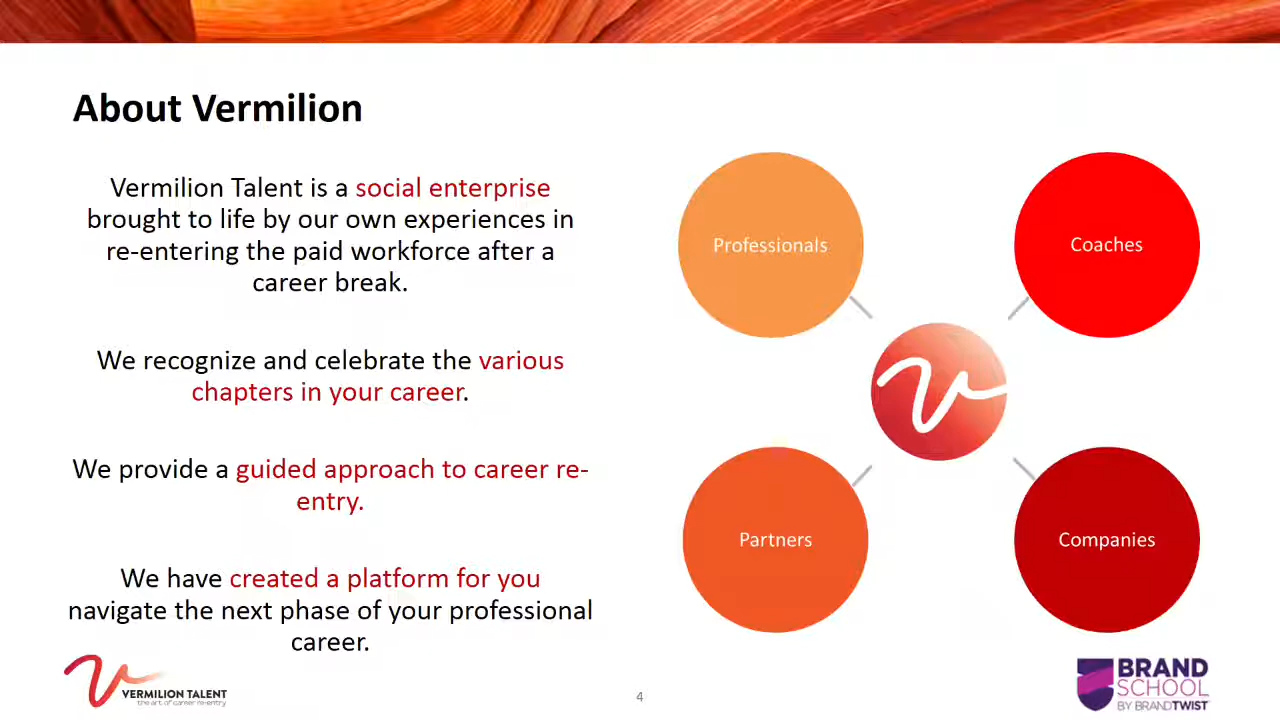 About Vermilion
Vermilion Talent is a social enterprise
brought to life by our own experiences in
re-entering the paid workforce after a
career break.
We recognize and celebrate the various
chapters in your career.
We provide a guided approach to career re-
entry.
We have created a platform for you
navigate the next phase of your professional
career.
Professionals
Coaches
Partners
Companies
VERMILION TALENT
the art of career re-entry
4
BRAND
SCHOOL
BY BRANDTWIST